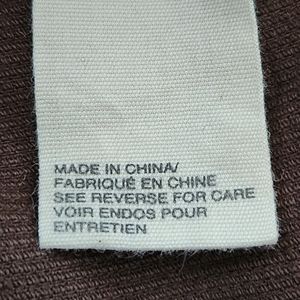 MADE IN CHINA/
FABRIQUÉ EN CHINE
SEE REVERSE FOR CARE
VOIR ENDOS POUR
ENTRETIEN